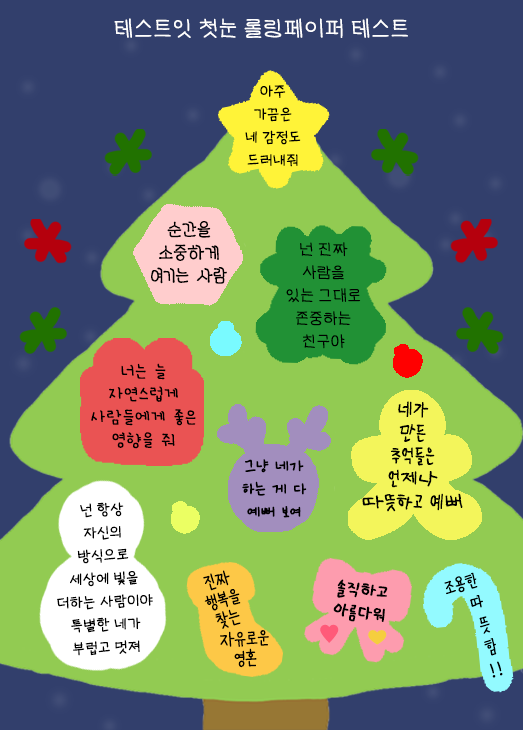 테스트잇 첫눈 롤링페이퍼 테스트
아주
가끔은
네 감정도
드러내줘
순간을
소중하게
여기는 사람
넌 진짜
사람을
있는 그대로
존중하는
친구야
너는 늘
자연스럽게
사람들에게 좋은
영향을 줘
그냥 네가
하는 게 다
예뻐 보여
네가
만든
추억들은
언제나
따뜻하고 예뻐
넌 항상
자신의
방식으로
세상에 빛을
더하는 사람이야
특별한 네가
부럽고 멋져
진짜
행복을
찾는
자유로운
영혼
솔직하고
아름다워
조용한
따
뜻
함
!!